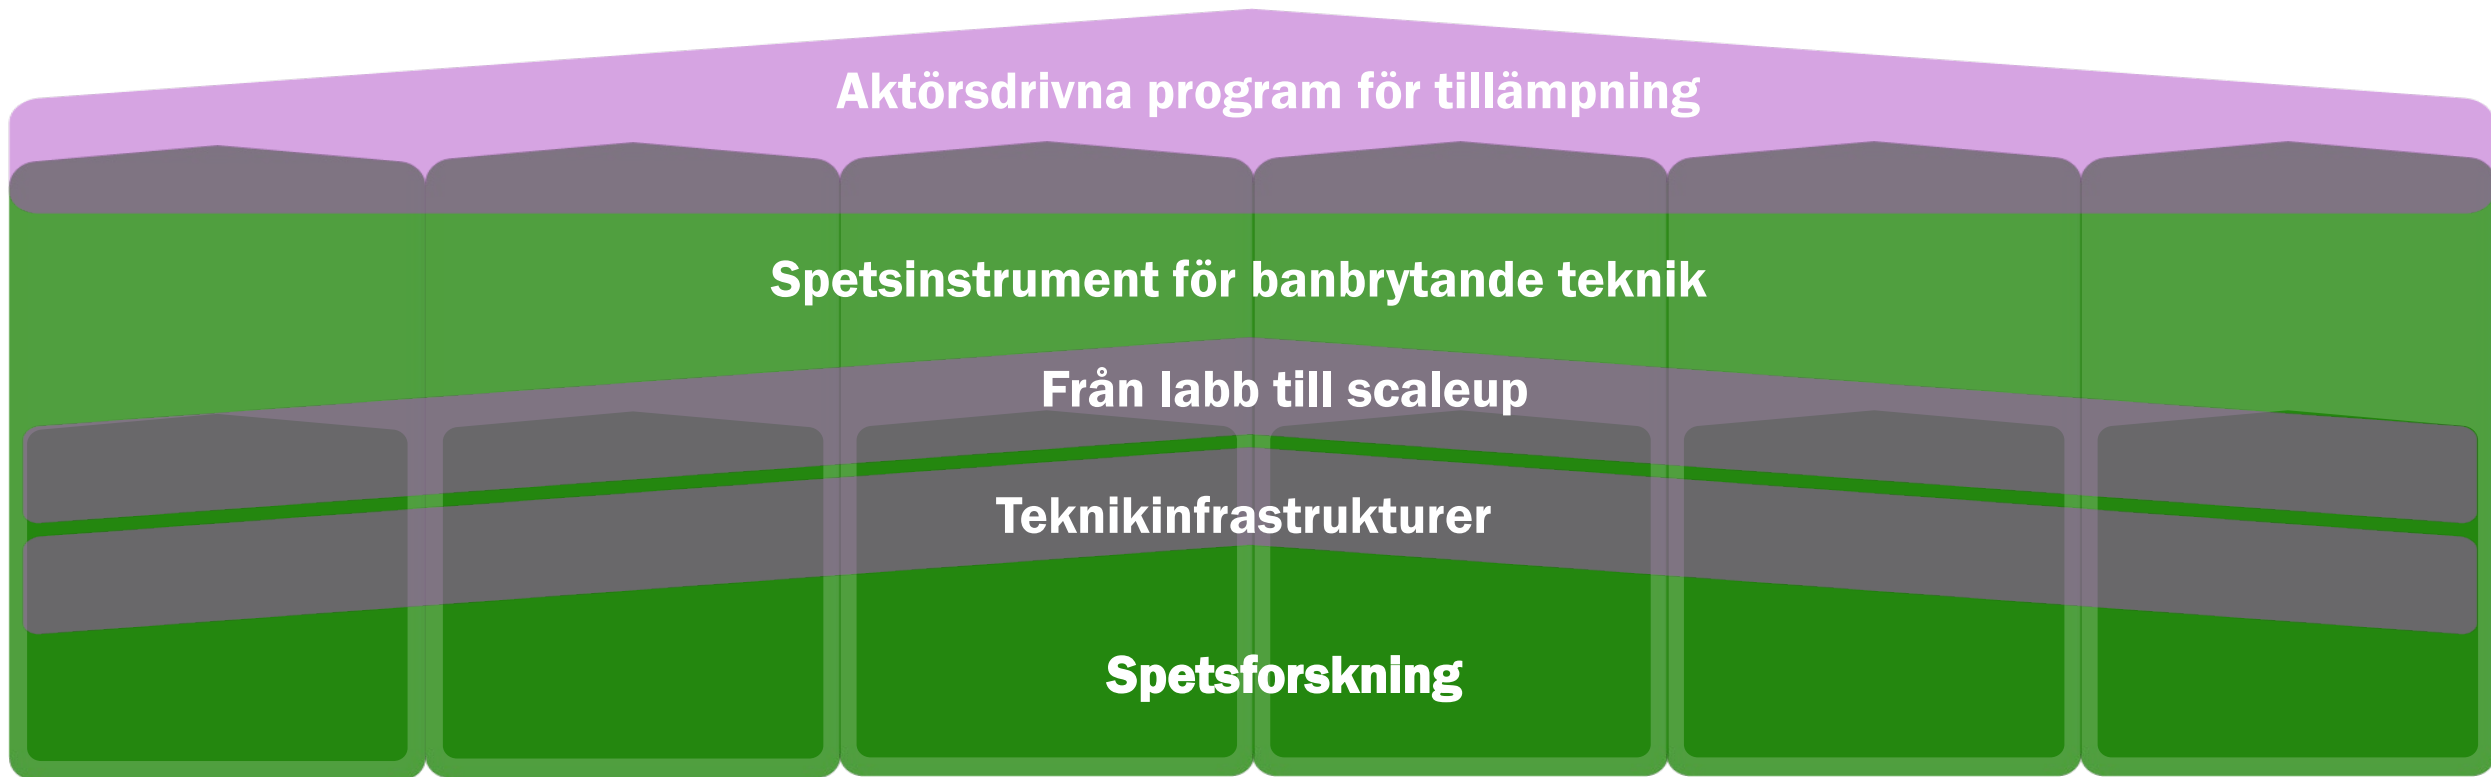 Aktörsdrivna program för tillämpning
Spetsinstrument för banbrytande teknik
Från labb till scaleup
Teknikinfrastrukturer
Spetsforskning